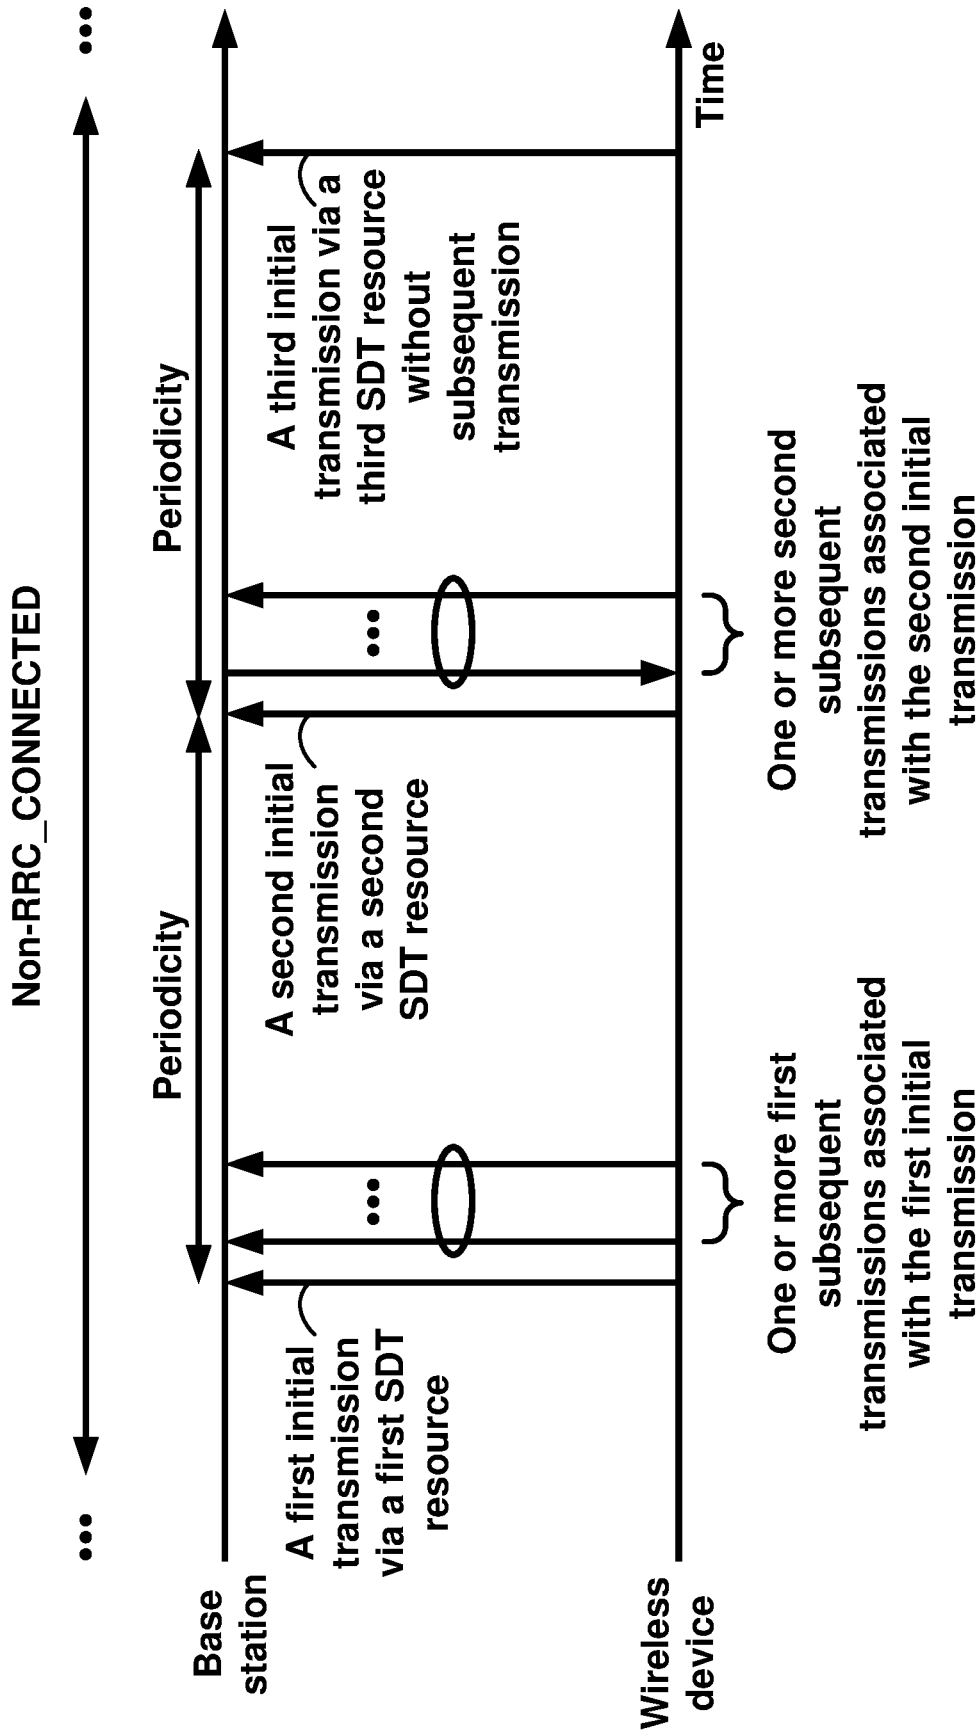 Non-RRC_CONNECTED
Periodicity
Periodicity
Base
station
A first initial
transmission
via a first SDT
resource
A second initial
transmission
via a second
SDT resource
A third initial
transmission via a
third SDT resource
without
subsequent
transmission
Wireless
device
Time
One or more first
subsequent
transmissions associated
with the first initial
transmission
One or more second
subsequent
transmissions associated
with the second initial
transmission